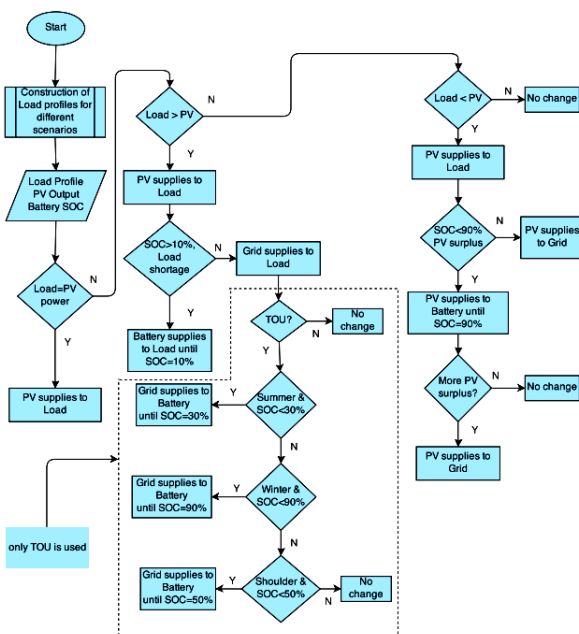 Start
Construction of
Load profiles for
different
scenarios
Load Profile
PV Output
Battery SOC
Load=PV
power
N
Y
PV supplies to
Load
only TOU is used
Load > PV
N
Y
PV supplies to
Load
SOC>10%,
Load
shortage
N
Y
Battery supplies
to Load until
SOC=10%
Grid supplies to
Load
TOU?
N
Y
No
change
Summer &
SOC<30%
Y
N
Grid supplies to
Battery
until SOC=30%
Winter &
SOC<90%
Y
N
Grid supplies to
Battery
until SOC=90%
Shoulder &
SOC<50%
Y
N
Grid supplies to
Battery
until SOC=50%
No
change
Load < PV
N
Y
No change
PV supplies to
Load
SOC<90%
PV surplus
N
Y
PV supplies
to Grid
PV supplies to
Battery until
SOC=90%
More PV
surplus?
N
Y
No change
PV supplies to
Grid